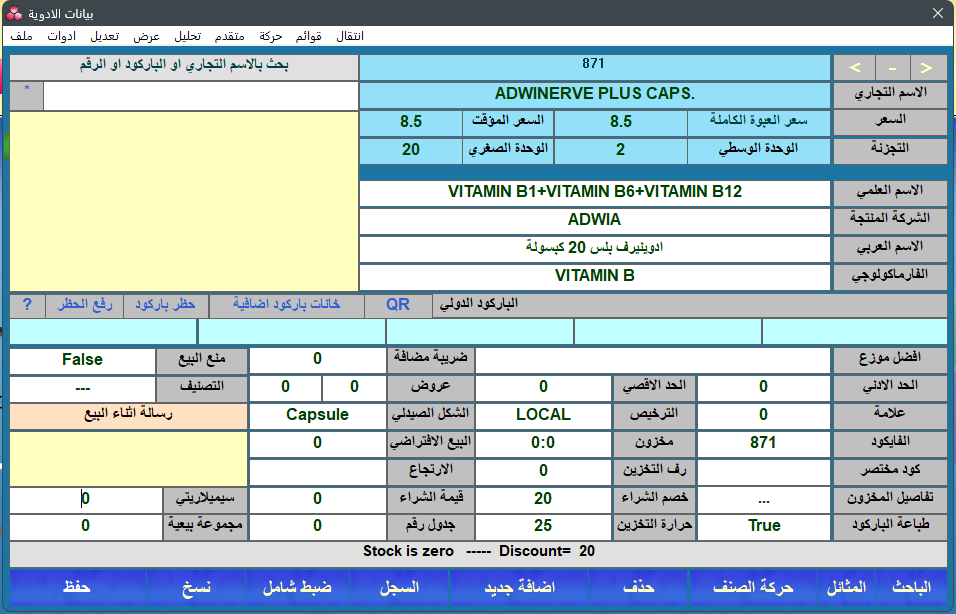 بيانات الادوية
ملف ادوات تعديل عرض تحليل متقدم حركة قوائم انتقال
بحث بالاسم التجاري او الباركود او الرقم
871
< - >
*
الاسم التجاري ADWINERVE PLUS CAPS.
السعر سعر العبوة الكاملة 8.5 السعر المؤقت 8.5
التجزئة الوحدة الوسطي 2 الوحدة الصغري 20
الاسم العلمي VITAMIN B1+VITAMIN B6+VITAMIN B12
الشركة المنتجة ADWIA
الاسم العربي ادوينيرف بلس 20 كبسولة
الفارماكولوجي VITAMIN B
الباركود الدولي QR خانات باركود اضافية حظر باركود رفع الحظر ?
افضل موزع ضريبة مضافة 0 منع البيع False
الحد الادني 0 الحد الاقصي 0 عروض 0 0 التصنيف ---
علامة 0 الترخيص LOCAL الشكل الصيدلي Capsule رسالة اثناء البيع
الفايكود 871 مخزون 0:0 البيع الافتراضي 0
كود مختصر رف التخزين 0 الارتجاع
تفاصيل المخزون ... خصم الشراء 20 قيمة الشراء 0 سيميلاريتي 0
طباعة الباركود True حرارة التخزين 25 جدول رقم 0 مجموعة بيعية 0
Stock is zero ----- Discount= 20
الباحث المثائل حركة الصنف حذف اضافة جديد السجل ضبط شامل نسخ حفظ